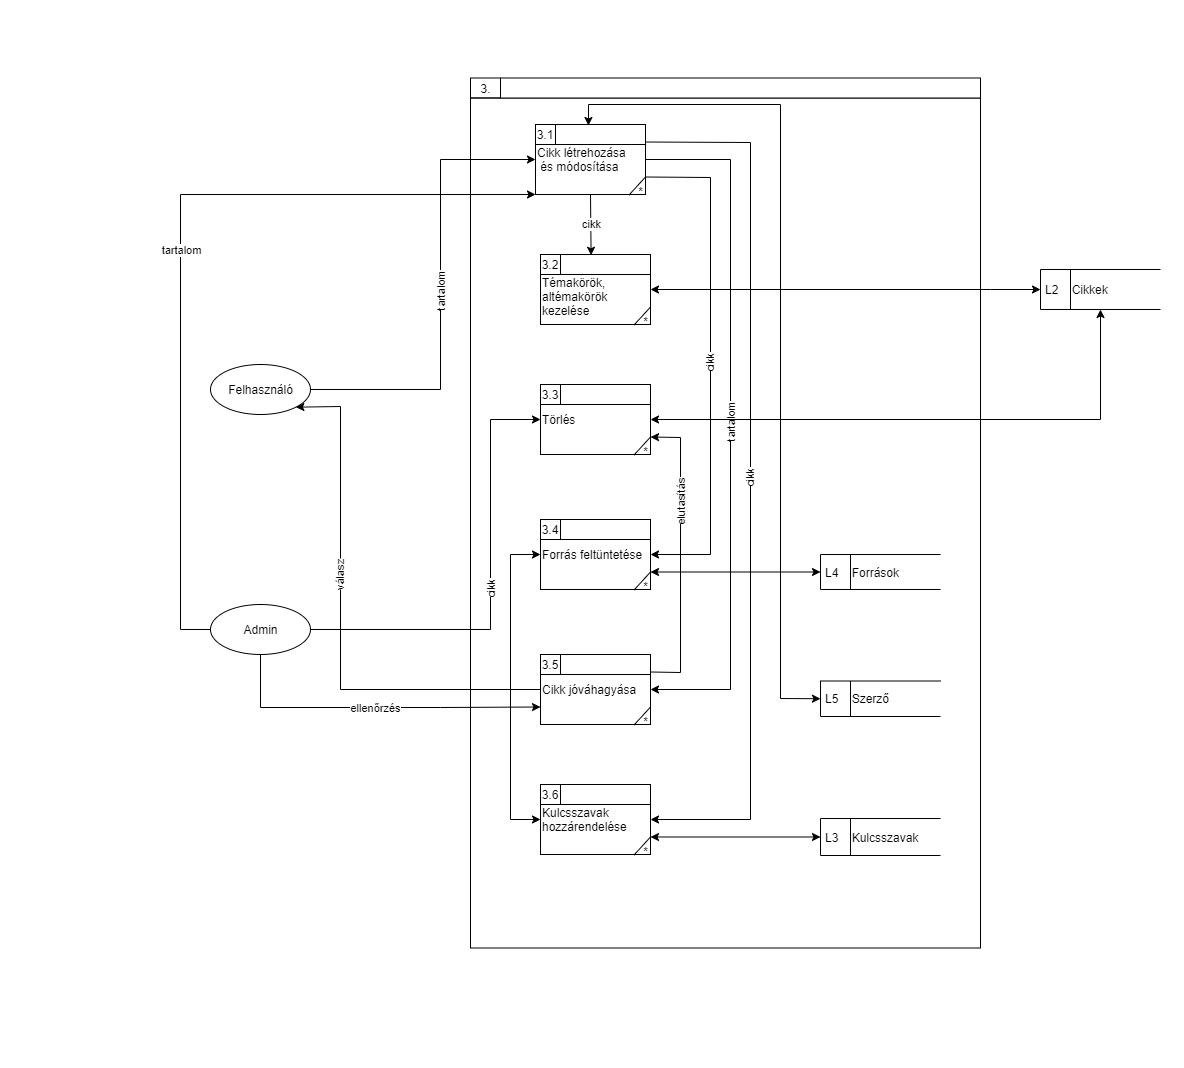 3.
3.1
Cikk létrehozása
és módosítása
*
cikk
tartalom
tartalom
3.2
Témakörök,
altémakörök
kezelése
*
L2
Cikkek
cikk
Felhasználó
3.3
Törlés
*
tartalom
cikk
elutasítás
3.4
Forrás feltüntetése
*
L4
Források
válasz
cikk
Admin
3.5
Cikk jóváhagyása
*
L5
Szerző
ellenőrzés
3.6
Kulcsszavak
hozzárendelése
*
L3
Kulcsszavak